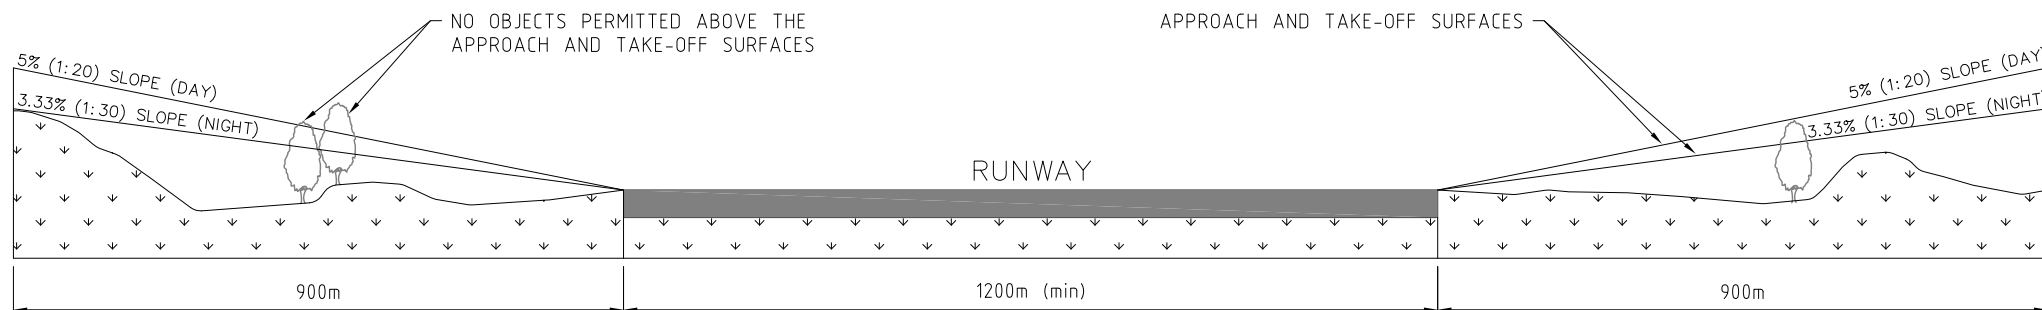 NO OBJECTS PERMITTED ABOVE THE
APPROACH AND TAKE-OFF SURFACES
APPROACH AND TAKE-OFF SURFACES
5% (1:20) SLOPE (DAY)
3.33% (1:30) SLOPE (NIGHT)
5% (1:20) SLOPE (DAY
3.33% (1:30) SLOPE (NIGHT
RUNWAY
900m
1200m (min)
900m